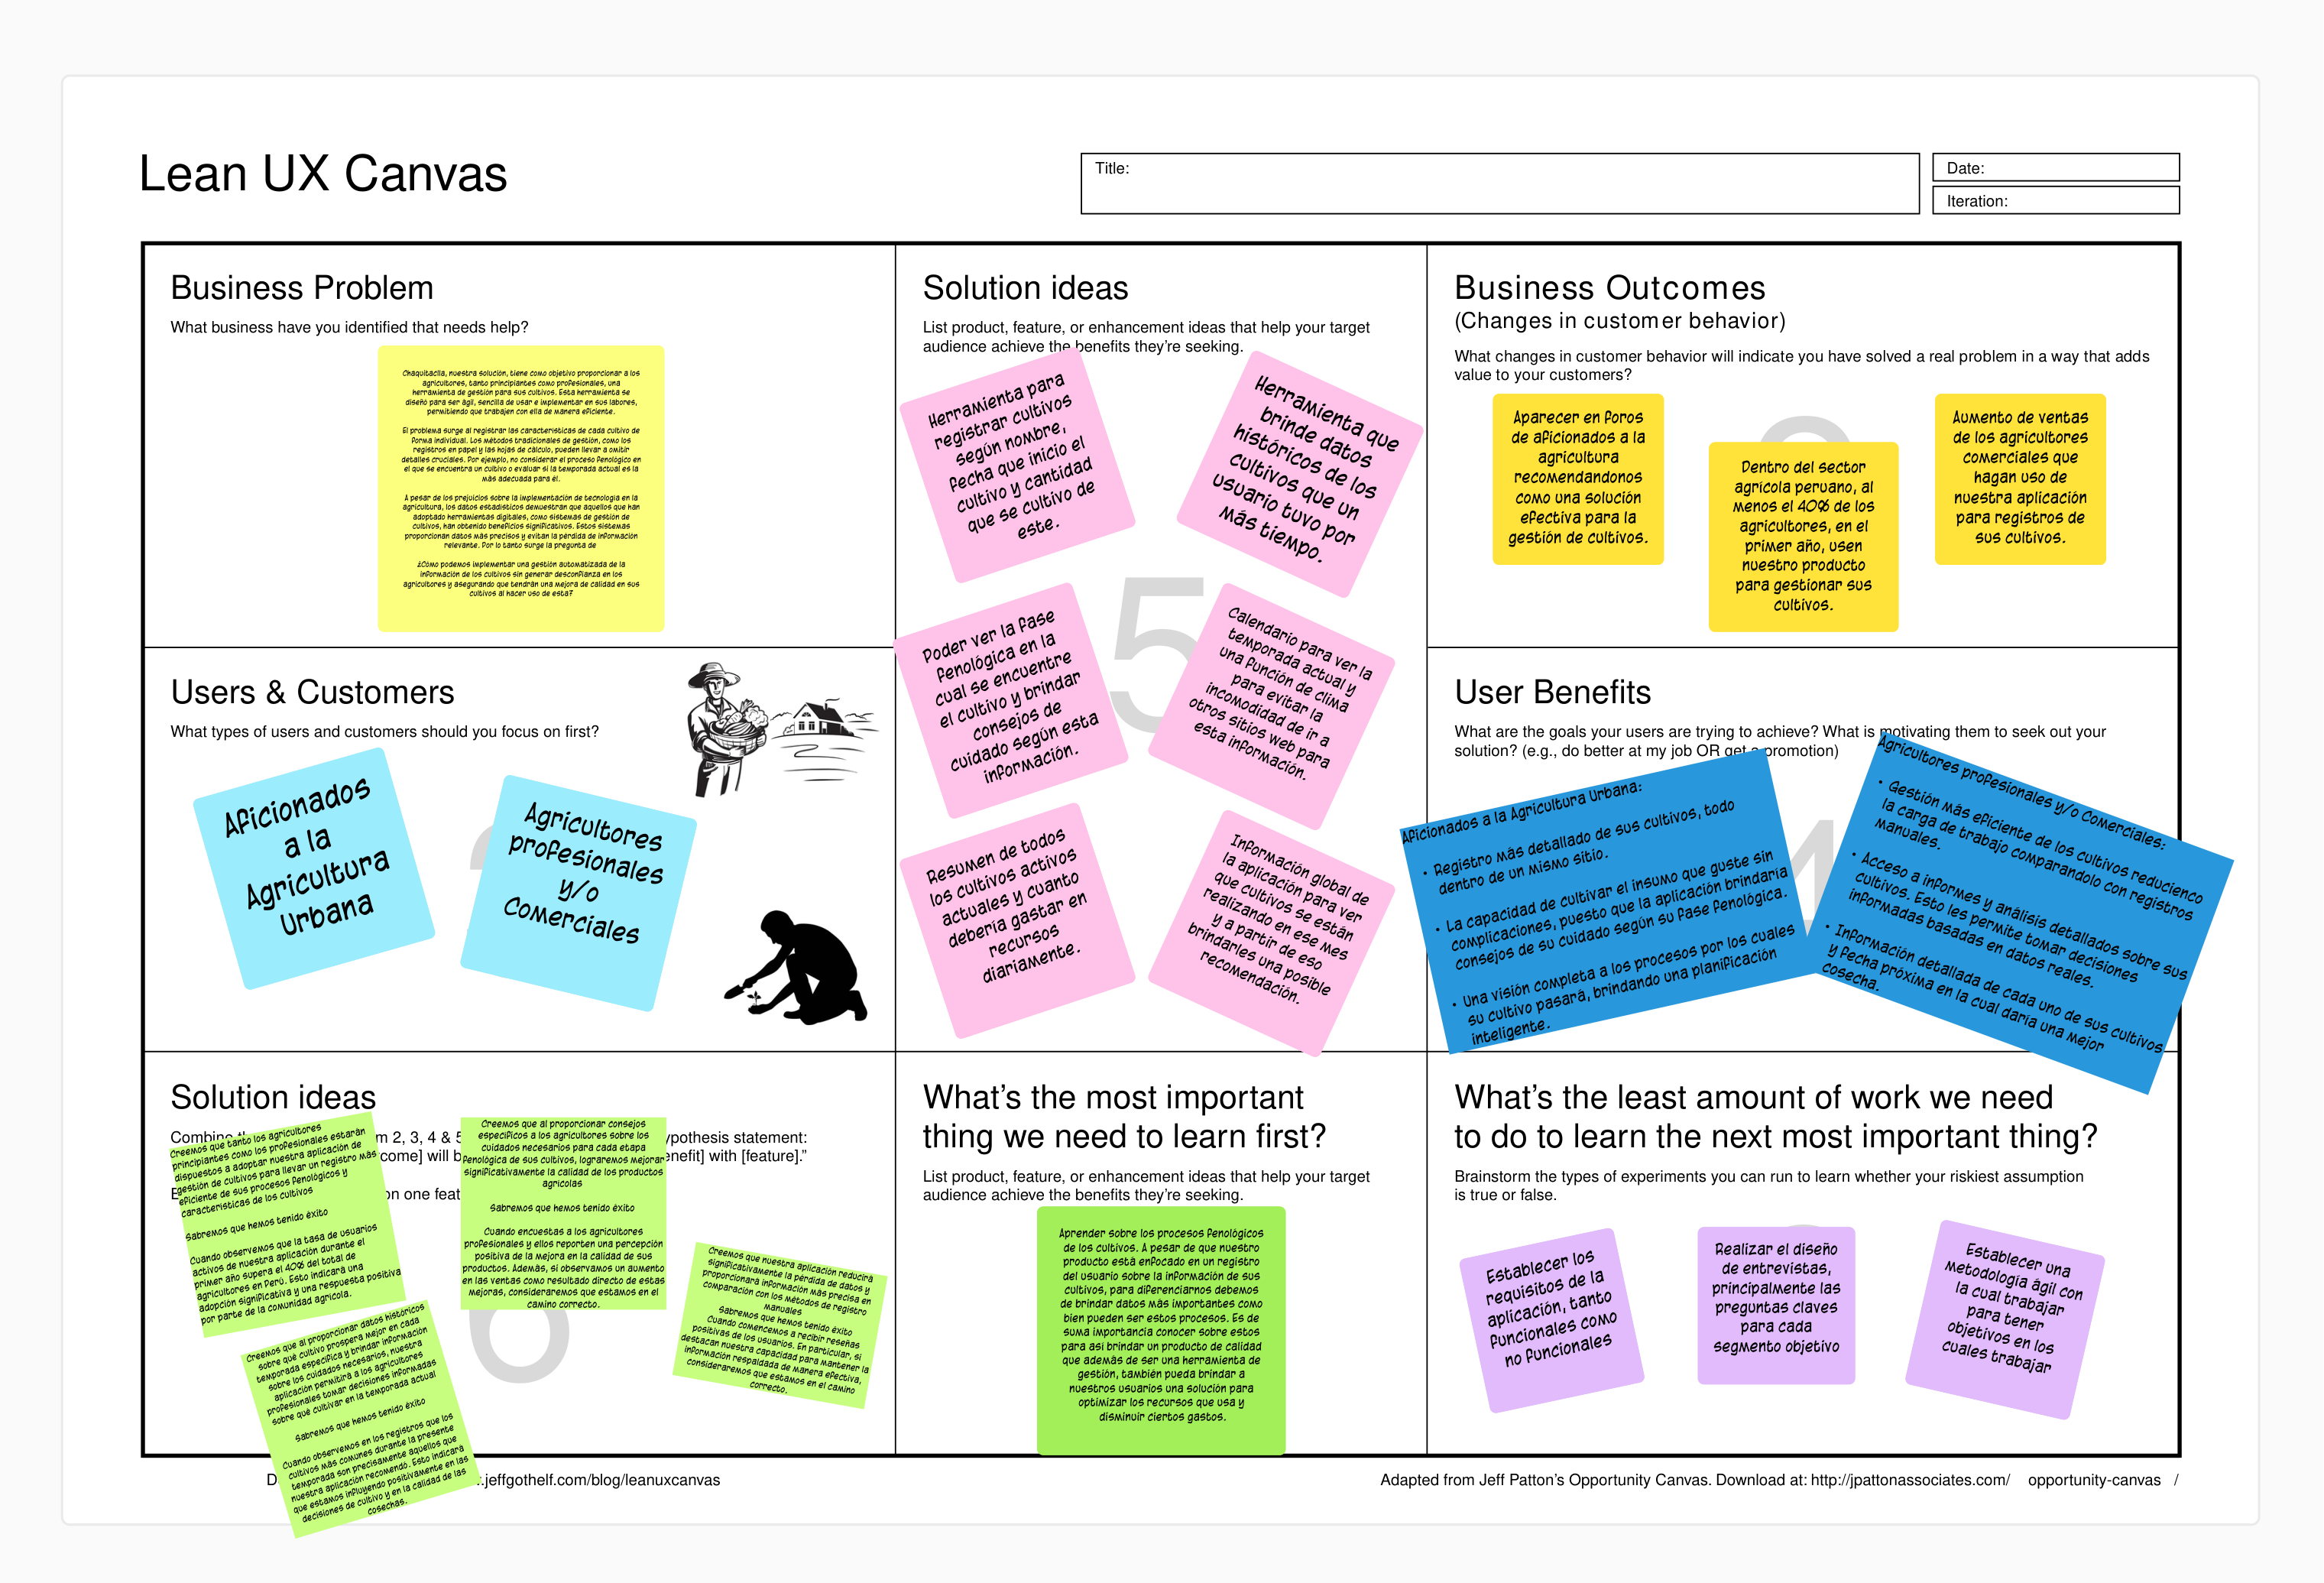 Lean UX Canvas
Title:
Date:
Iteration:
Business Problem
What business have you identified that needs help?
Chaquitaclla, nuestra solución, tiene como objetivo proporcionar a los
agricultores, tanto principiantes como profesionales, una
herramienta de gestión para sus cultivos. Esta herramienta se
diseño para ser ágil, sencilla de usar e implementar en sus labores,
permitiendo que trabajen con ella de manera eficiente.
El problema surge al registrar las características de cada cultivo de
forma individual. Los métodos tradicionales de gestión, como los
registros en papel y las hojas de cálculo, pueden llevar a omitir
detalles cruciales. Por ejemplo, no considerar el proceso fenológico en
el que se encuentra un cultivo o evaluar si la temporada actual es la
más adecuada para él.
A pesar de los prejuicios sobre la implementación de tecnología en la
agricultura, los datos estadísticos demuestran que aquellos que han
adoptado herramientas digitales, como sistemas de gestión de
cultivos, han obtenido beneficios significativos. Estos sistemas
proporcionan datos más precisos y evitan la pérdida de información
relevante. Por lo tanto surge la pregunta de
¿Cómo podemos implementar una gestión automatizada de la
información de los cultivos sin generar desconfianza en los
agricultores y asegurando que tendrán una mejora de calidad en sus
cultivos al hacer uso de esta?
Solution ideas
List product, feature, or enhancement ideas that help your target
audience achieve the benefits they're seeking.
Herramienta para
registrar cultivos
según nombre,
fecha que inicio el
cultivo y cantidad
que se cultivo de
este.
Herramienta que
brinde datos
históricos de los
cultivos que un
usuario tuvo por
más tiempo.
5
Poder ver la fase
fenológica en la
cual se encuentre
el cultivo y brindar
consejos de
cuidado según esta
información.
Calendario para ver la
temporada actual y
una función de clima
para evitar la
incomodidad de ir a
otros sitios web para
esta información.
Resumen de todos
los cultivos activos
actuales y cuanto
debería gastar en
recursos
diariamente.
Información global de
la aplicación para ver
que cultivos se están
realizando en ese mes
y a partir de eso
brindarles una posible
recomendación.
Business Outcomes
(Changes in customer behavior)
What changes in customer behavior will indicate you have solved a real problem in a way that adds
value to your customers?
Aparecer en foros
de aficionados a la
agricultura
recomendandonos
como una solución
efectiva para la
gestión de cultivos.
Dentro del sector
agrícola peruano, al
menos el 40% de los
agricultores, en el
primer año, usen
nuestro producto
para gestionar sus
cultivos.
Aumento de ventas
de los agricultores
comerciales que
hagan uso de
nuestra aplicación
para registros de
sus cultivos.
Users & Customers
What types of users and customers should you focus on first?
Aficionados
a la
Agricultura
Urbana
Agricultores
profesionales
y/o
Comerciales
User Benefits
What are the goals your users are trying to achieve? What is motivating them to seek out your
solution? (e.g., do better at my job OR get a promotion)
4
Aficionados a la Agricultura Urbana:
• Registro más detallado de sus cultivos, todo
dentro de un mismo sitio.
• La capacidad de cultivar el insumo que guste sin
complicaciones, puesto que la aplicación brindaría
consejos de su cuidado según su fase fenológica.
• Una visión completa a los procesos por los cuales
su cultivo pasará, brindando una planificación
inteligente.
Agricultores profesionales y/o Comerciales:
• Gestión más eficiente de los cultivos reducienco
la carga de trabajo comparandolo con registros
manuales.
• Acceso a informes y análisis detallados sobre sus
cultivos. Esto les permite tomar decisiones
informadas basadas en datos reales.
• Información detallada de cada uno de sus cultivos
y fecha próxima en la cual daría una mejor
cosecha.
Solution ideas
Combine m 2, 3, 4 & 5 ypothesis statement:
come] will b enefit] with [feature]."
on one feat
6
Creemos que tanto los agricultores
principiantes como los profesionales estarán
dispuestos a adoptar nuestra aplicación de
gestión de cultivos para llevar un registro más
eficiente de sus procesos fenológicos y
características de los cultivos
Sabremos que hemos tenido éxito
Cuando observemos que la tasa de usuarios
activos de nuestra aplicación durante el
primer año supera el 40% del total de
agricultores en Perú. Esto indicará una
adopción significativa y una respuesta positiva
por parte de la comunidad agrícola.
Creemos que al proporcionar consejos
específicos a los agricultores sobre los
cuidados necesarios para cada etapa
fenológica de sus cultivos, lograremos mejorar
significativamente la calidad de los productos
agrícolas
Sabremos que hemos tenido éxito
Cuando encuestas a los agricultores
profesionales y ellos reporten una percepción
positiva de la mejora en la calidad de sus
productos. Además, si observamos un aumento
en las ventas como resultado directo de estas
mejoras, consideraremos que estamos en el
camino correcto.
Creemos que nuestra aplicación reducirá
significativamente la pérdida de datos y
proporcionará información más precisa en
comparación con los métodos de registro
manuales
Sabremos que hemos tenido éxito
Cuando comencemos a recibir reseñas
positivas de los usuarios. En particular, si
destacan nuestra capacidad para mantener la
información respaldada de manera efectiva,
consideraremos que estamos en el camino
correcto.
Creemos que al proporcionar datos históricos
sobre qué cultivo prospera mejor en cada
temporada específica y brindar información
sobre los cuidados necesarios, nuestra
aplicación permitirá a los agricultores
profesionales tomar decisiones informadas
sobre qué cultivar en la temporada actual
Sabremos que hemos tenido éxito
Cuando observemos en los registros que los
cultivos más comunes durante la presente
temporada son precisamente aquellos que
nuestra aplicación recomendó. Esto indicará
que estamos influyendo positivamente en las
decisiones de cultivo y en la calidad de las
cosechas.
What's the most important
thing we need to learn first?
List product, feature, or enhancement ideas that help your target
audience achieve the benefits they're seeking.
Aprender sobre los procesos fenológicos
de los cultivos. A pesar de que nuestro
producto está enfocado en un registro
del usuario sobre la información de sus
cultivos, para diferenciarnos debemos
de brindar datos más importantes como
bien pueden ser estos procesos. Es de
suma importancia conocer sobre estos
para así brindar un producto de calidad
que además de ser una herramienta de
gestión, también pueda brindar a
nuestros usuarios una solución para
optimizar los recursos que usa y
disminuir ciertos gastos.
What's the least amount of work we need
to do to learn the next most important thing?
Brainstorm the types of experiments you can run to learn whether your riskiest assumption
is true or false.
Establecer los
requisitos de la
aplicación, tanto
funcionales como
no funcionales
Realizar el diseño
de entrevistas,
principalmente las
preguntas claves
para cada
segmento objetivo
Establecer una
metodología ágil con
la cual trabajar
para tener
objetivos en los
cuales trabajar
.jeffgothelf.com/blog/leanuxcanvas
Adapted from Jeff Patton's Opportunity Canvas. Download at: http://jpattonassociates.com/ opportunity-canvas /